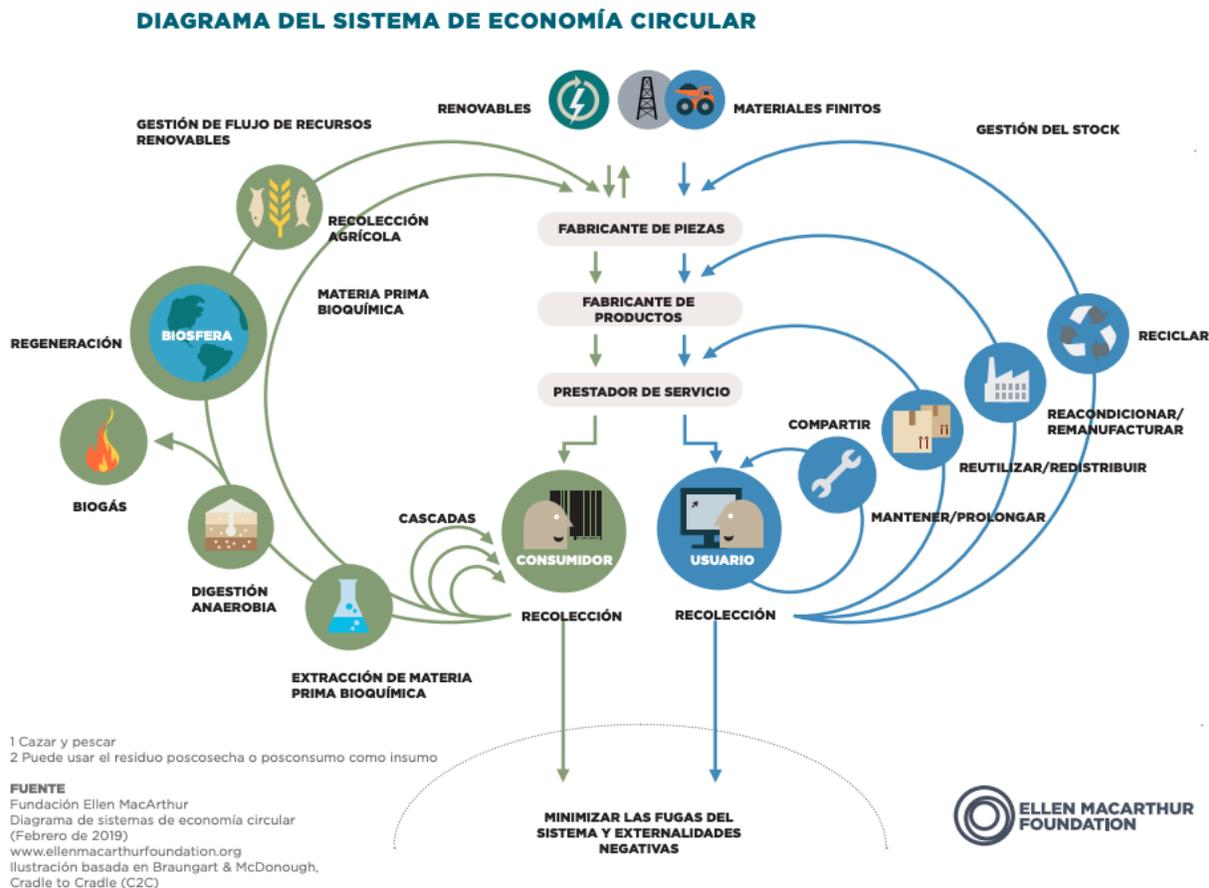 DIAGRAMA DEL SISTEMA DE ECONOMÍA CIRCULAR
RENOVABLES
MATERIALES FINITOS
GESTIÓN DE FLUJO DE RECURSOS
RENOVABLES
GESTIÓN DEL STOCK
RECOLECCIÓN
AGRÍCOLA
FABRICANTE DE PIEZAS
MATERIA PRIMA
BIOQUÍMICA
FABRICANTE DE
PRODUCTOS
BIOSFERA
REGENERACIÓN
RECICLAR
PRESTADOR DE SERVICIO
REACONDICIONAR/
REMANUFACTURAR
COMPARTIR
REUTILIZAR/REDISTRIBUIR
BIOGÁS
CASCADAS
MANTENER/PROLONGAR
CONSUMIDOR
USUARIO
DIGESTIÓN
ANAEROBIA
RECOLECCIÓN
RECOLECCIÓN
EXTRACCIÓN DE MATERIA
PRIMA BIOQUÍMICA
1 Cazar y pescar
2 Puede usar el residuo poscosecha o posconsumo como insumo
FUENTE
Fundación Ellen MacArthur
Diagrama de sistemas de economía circular
(Febrero de 2019)
www.ellenmacarthurfoundation.org
Ilustración basada en Braungart & McDonough,
Cradle to Cradle (C2C)
MINIMIZAR LAS FUGAS DEL
SISTEMA Y EXTERNALIDADES
NEGATIVAS
ELLEN MACARTHUR
FOUNDATION